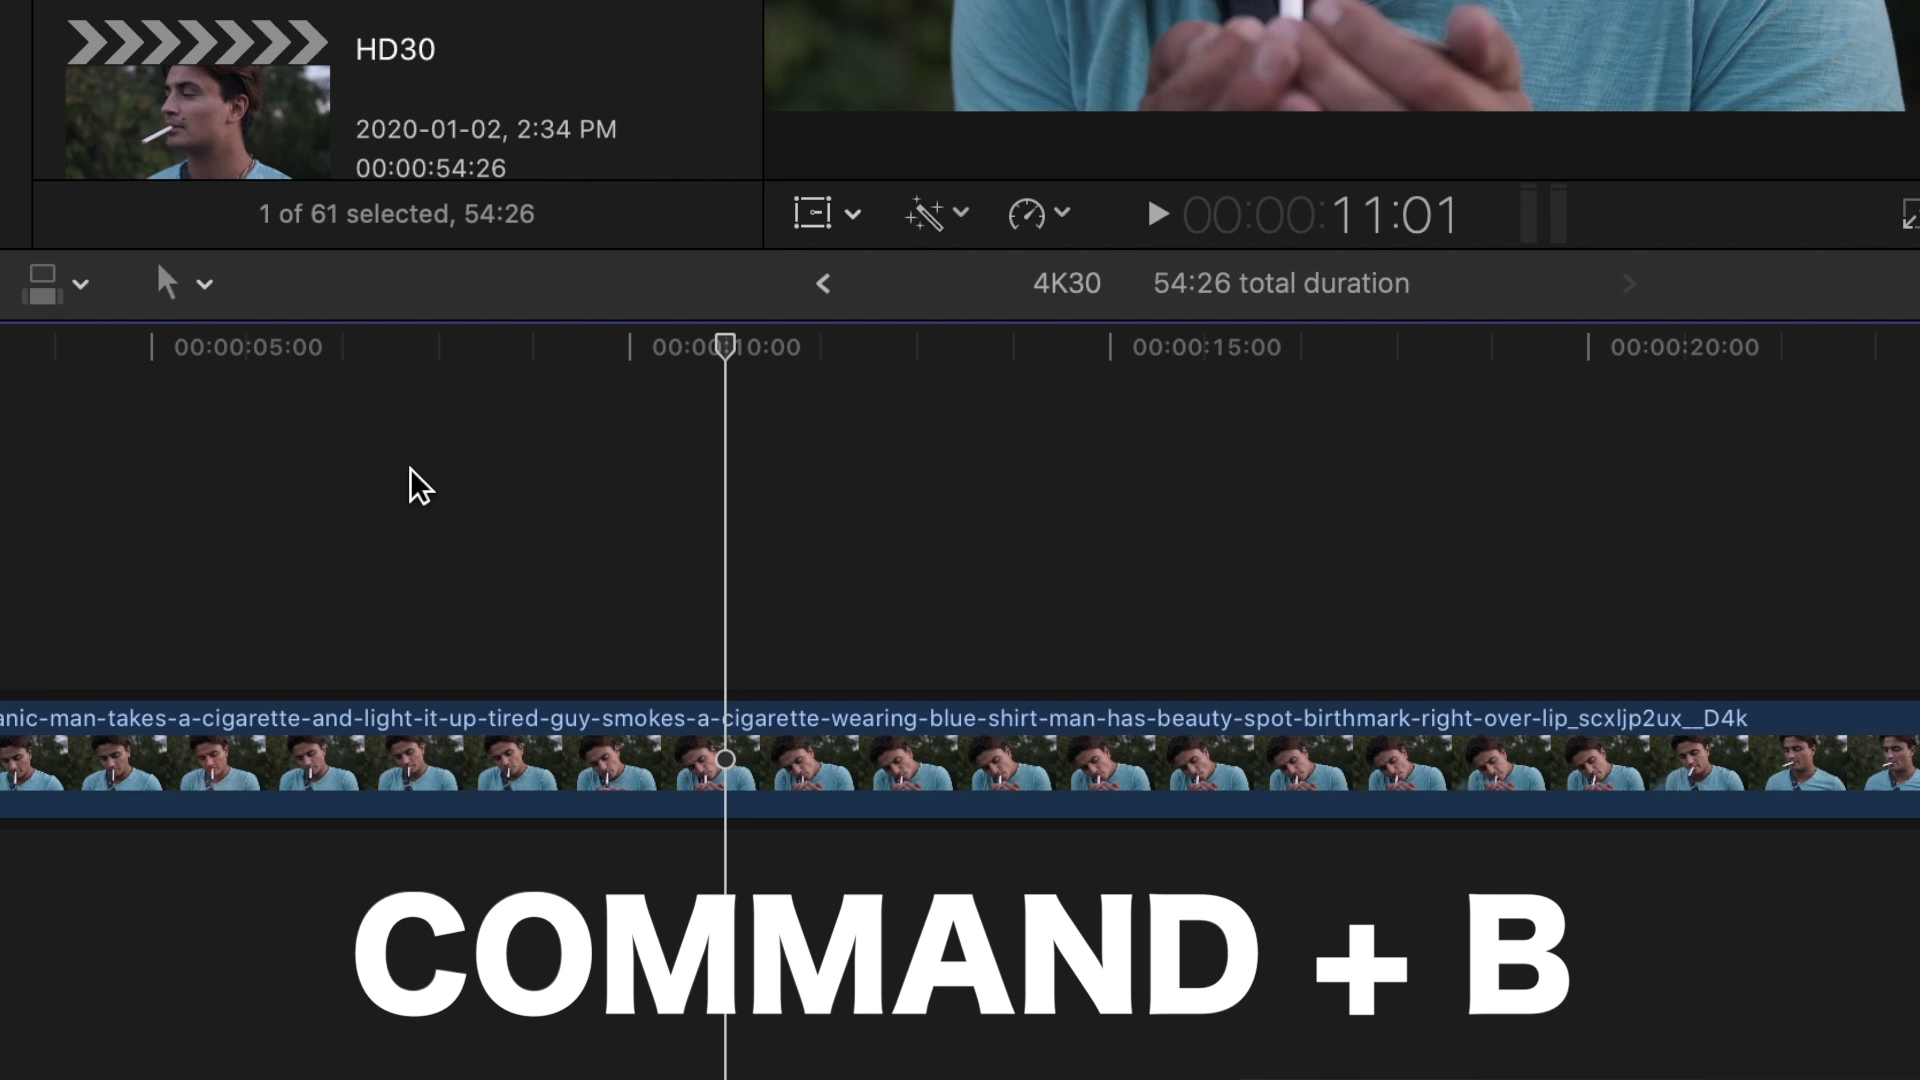 HD30
2020-01-02, 2:34 PM
00:00:54:26
1 of 61 selected, 54:26
00:00:11:01
4K30 54:26 total duration
00:00:05:00 00:00:10:00 00:00:15:00 00:00:20:00
anic-man-takes-a-cigarette-and-light-it-up-tired-guy-smokes-a-cigarette-wearing-blue-shirt-man-has-beauty-spot-birthmark-right-over-lip_scxljp2ux__D4k
COMMAND + B